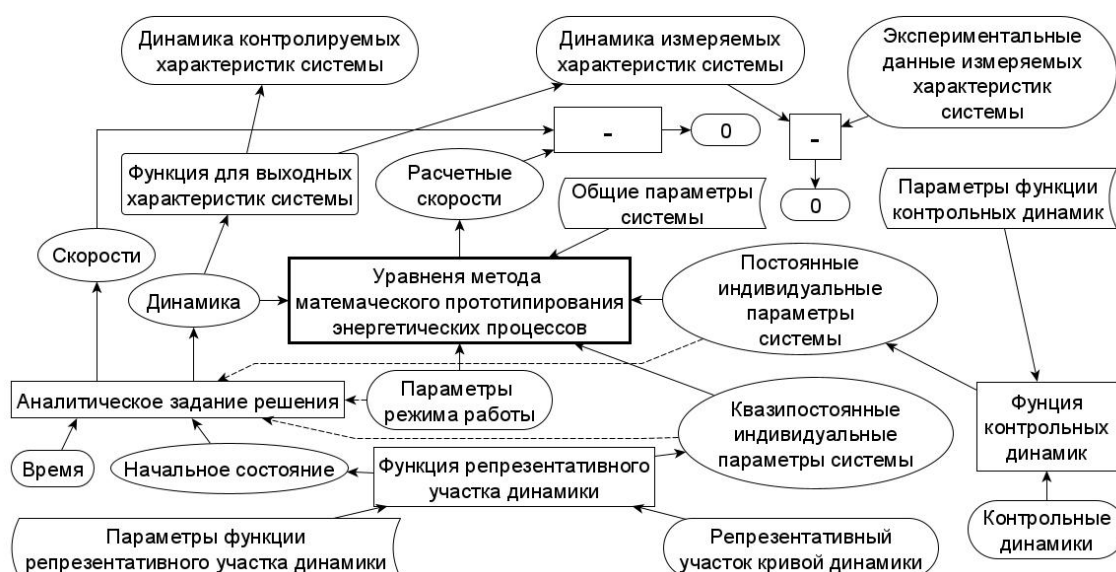 Динамика контролируемых
характеристик системы
Динамика измеряемых
характеристик системы
Экспериментальные
данные измеряемых
характеристик
системы
-
0
-
0
Функция для выходных
характеристик системы
Расчетные
скорости
Общие параметры
системы
Параметры функции
контрольных динамик
Скорости
Динамика
Уравненя метода
матемаческого прототипирования
энергетических процессов
Постоянные
индивидуальные
параметры
системы
Аналитическое задание решения
Параметры
режима работы
Квазипостоянные
индивидуальные
параметры системы
Фунция
контрольных
динамик
Время
Начальное состояние
Функция репрезентативного
участка динамики
Параметры функции
репрезентативного участка динамики
Репрезентативный
участок кривой динамики
Контрольные
динамики